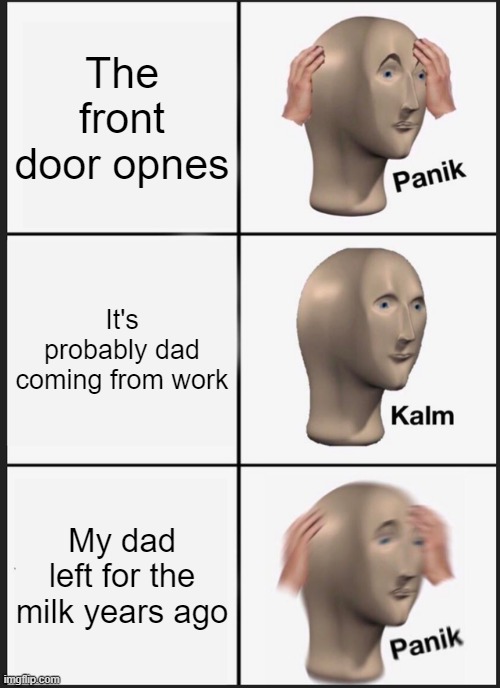 The
front
door opnes
Panik
It's
probably dad
coming from work
Kalm
My dad
left for the
milk years ago
Panik
imgflip.com